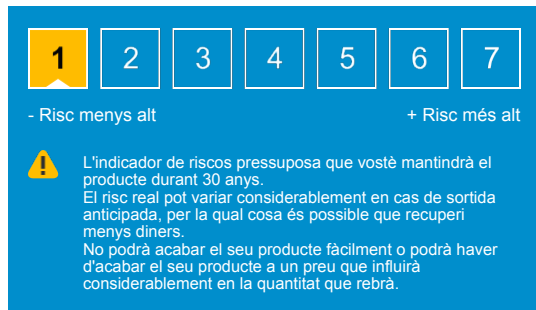 1 2 3 4 5 6 7
- Risc menys alt + Risc més alt
L'indicador de riscos pressuposa que vostè mantindrà el
producte durant 30 anys.
El risc real pot variar considerablement en cas de sortida
anticipada, per la qual cosa és possible que recuperi
menys diners.
No podrà acabar el seu producte fàcilment o podrà haver
d'acabar el seu producte a un preu que influirà
considerablement en la quantitat que rebrà.